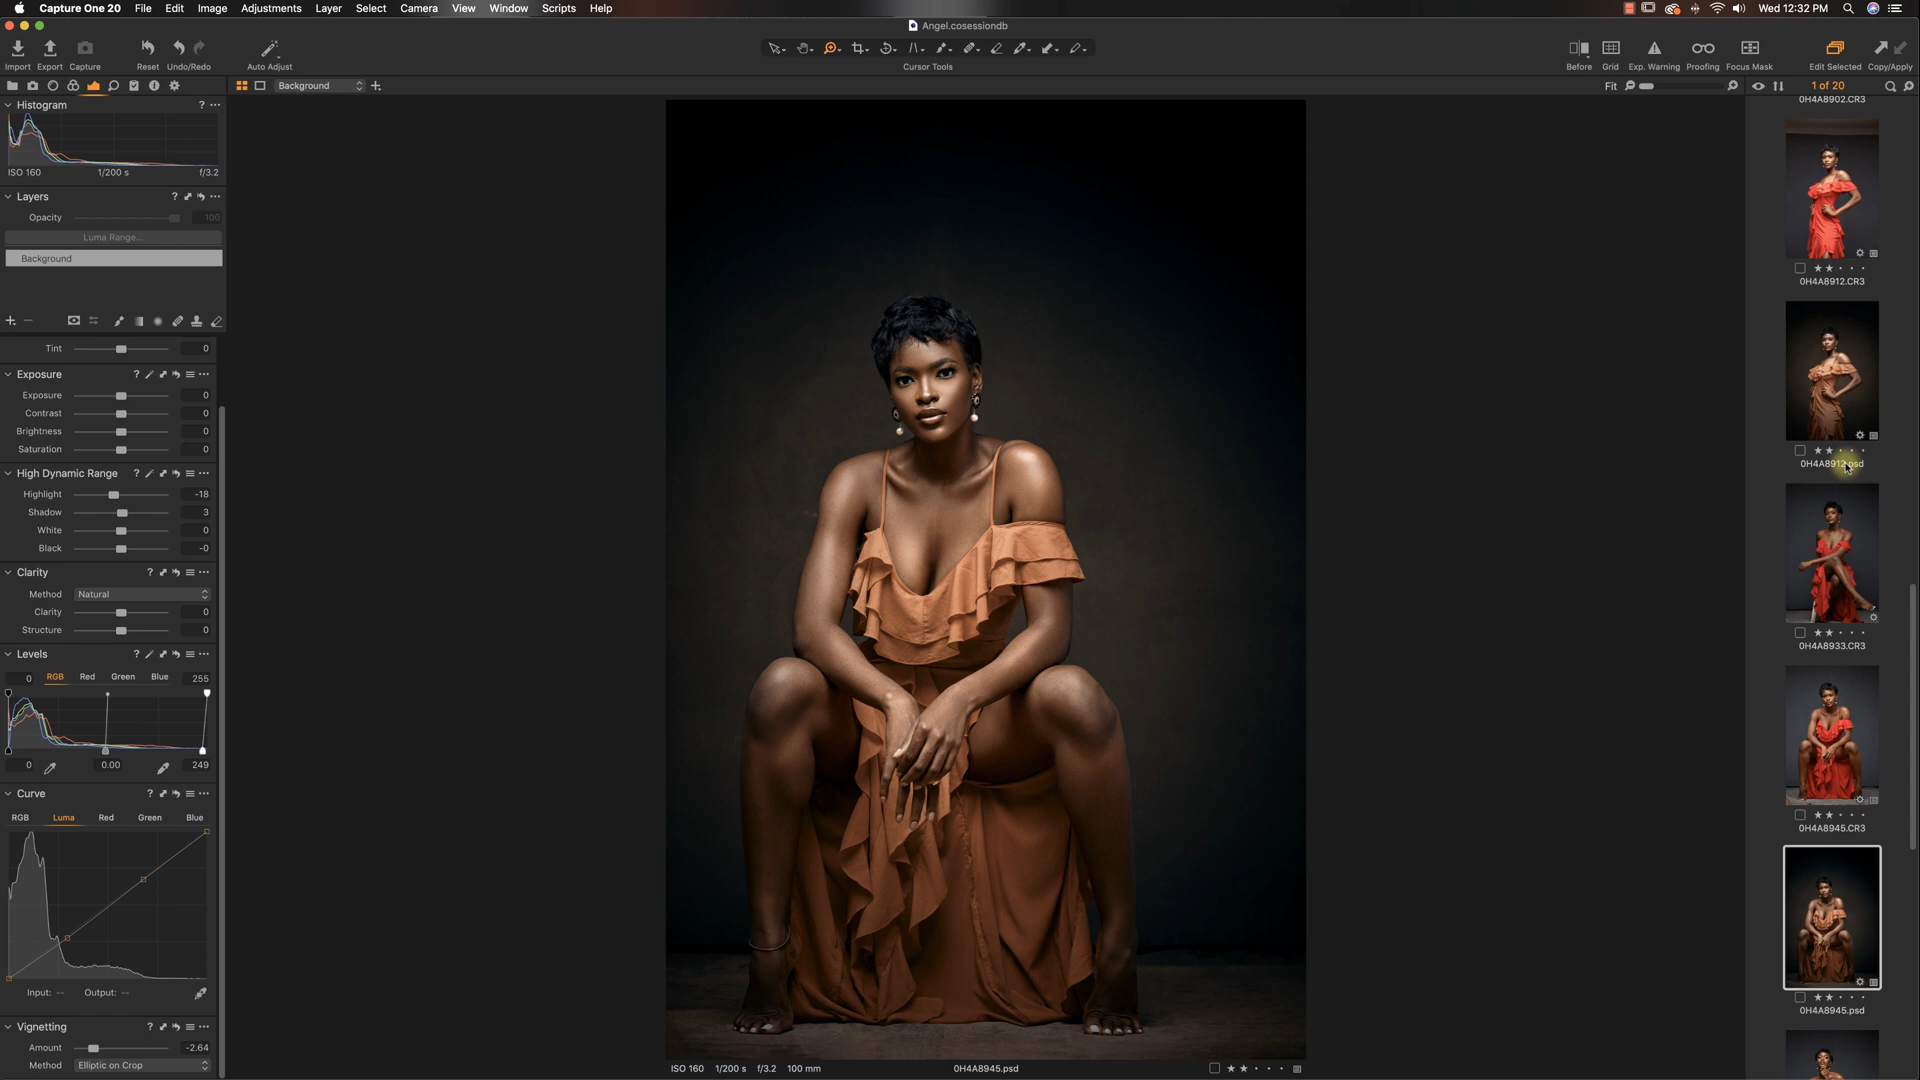 Capture One 20 File Edit Image Adjustments Layer Select Camera View Window Scripts Help Wed 12:32 PM
Angel.cosessiondb
Import Export Capture Reset Undo/Redo Auto Adjust Cursor Tools Before Grid Exp. Warning Proofing Focus Mask Edit Selected Copy/Apply
Background Fit 1 of 20
Histogram ?
ISO 160 1/200 s f/3.2
Layers ?
Opacity 100
Luma Range...
Background
Tint 0
Exposure ?
Exposure 0
Contrast 0
Brightness 0
Saturation 0
High Dynamic Range ?
Highlight -18
Shadow 3
White 0
Black -0
Clarity ?
Method Natural
Clarity 0
Structure 0
Levels ?
0 RGB Red Green Blue 255
0 0.00 249
Curve ?
RGB Luma Red Green Blue
Input: -- Output: --
Vignetting ?
Amount -2.64
Method Elliptic on Crop
ISO 160 1/200 s f/3.2 100 mm 0H4A8945.psd
0H4A8902.CR3
0H4A8912.CR3
0H4A8912.psd
0H4A8933.CR3
0H4A8945.CR3
0H4A8945.psd